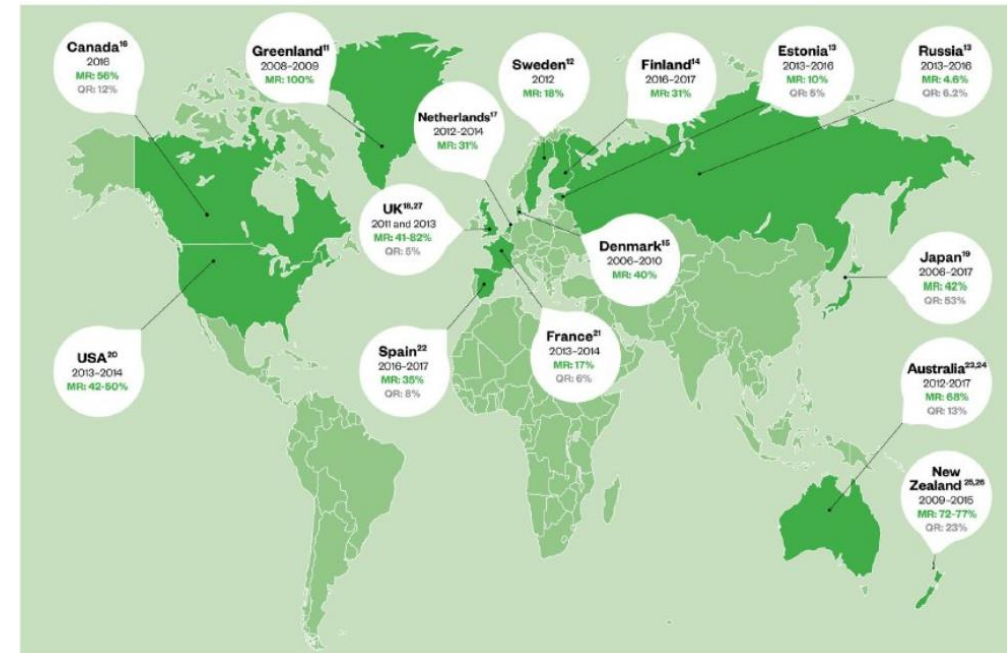 Canada¹⁶
2016
MR: 56%
QR: 12%
Greenland¹¹
2008–2009
MR: 100%
Sweden¹²
2012
MR: 18%
Finland¹⁴
2016–2017
MR: 31%
Estonia¹³
2013–2016
MR: 10%
QR: 5%
Russia¹³
2013–2016
MR: 4.6%
QR: 6.2%
Netherlands¹⁷
2012–2014
MR: 31%
UK¹⁸,²⁷
2011 and 2013
MR: 41-82%
QR: 5%
Denmark¹⁵
2006–2010
MR: 40%
Japan¹⁹
2006–2017
MR: 42%
QR: 53%
USA²⁰
2013–2014
MR: 42-50%
Spain²²
2016–2017
MR: 35%
QR: 8%
France²¹
2013–2014
MR: 17%
QR: 6%
Australia²³,²⁴
2012-2017
MR: 68%
QR: 13%
New
Zealand ²⁵,²⁶
2009–2015
MR: 72-77%
QR: 23%